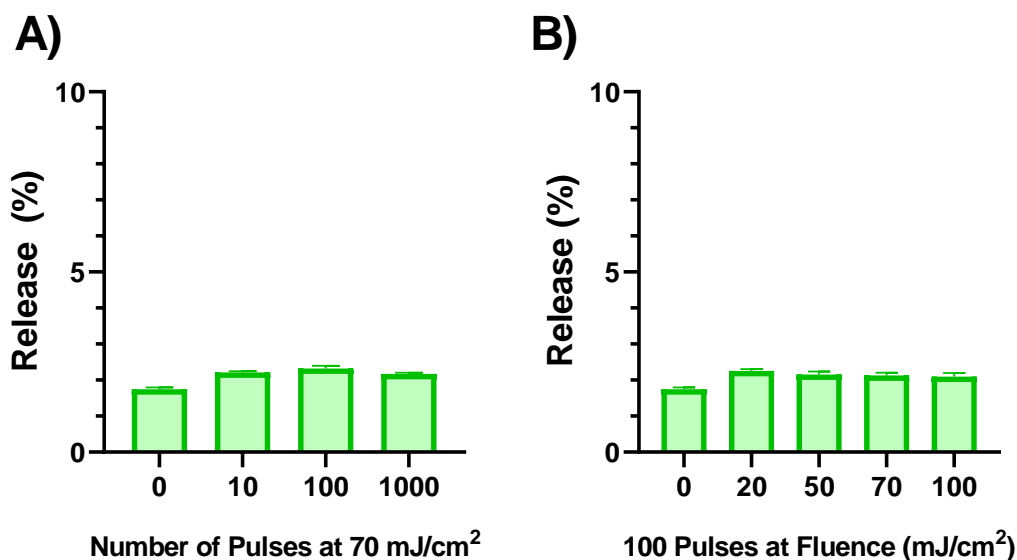 A)
10
5
0
Release (%)
0 10 100 1000
Number of Pulses at 70 mJ/cm²
B)
10
5
0
Release (%)
0 20 50 70 100
100 Pulses at Fluence (mJ/cm²)